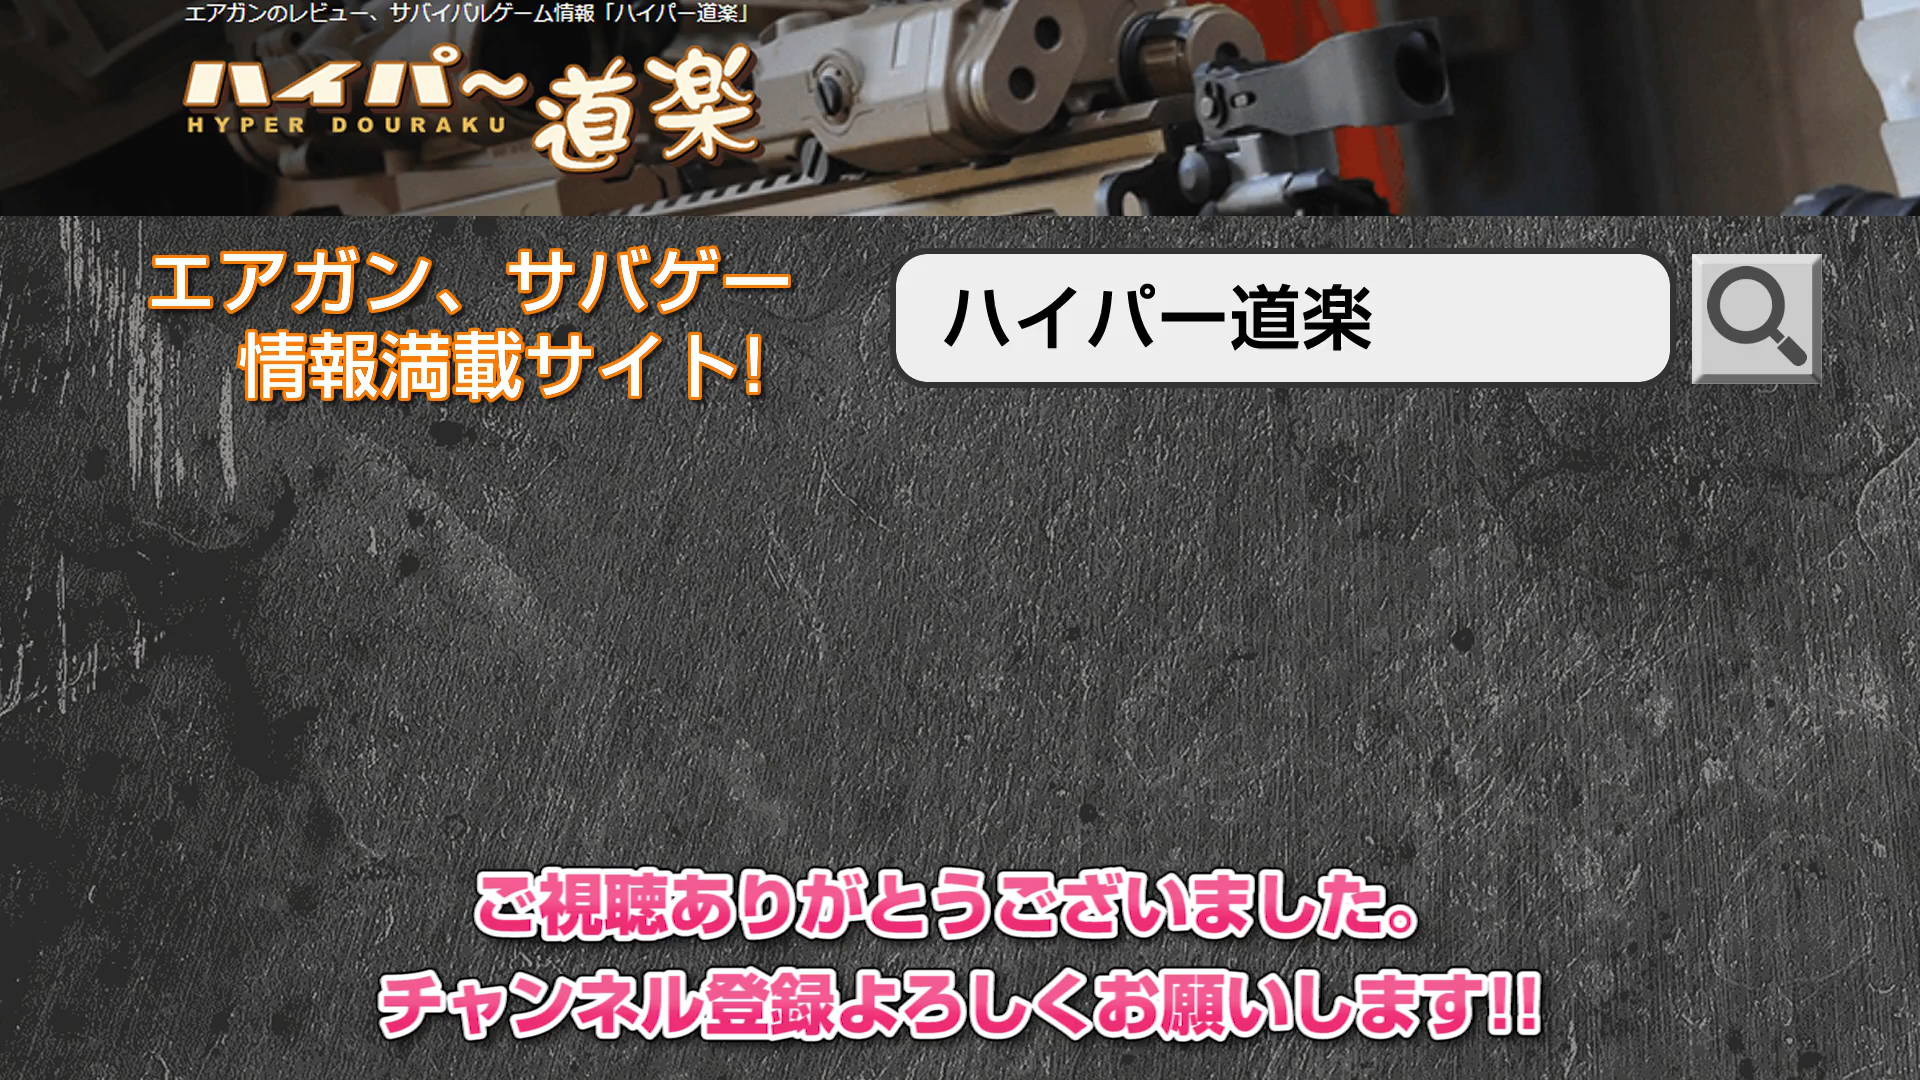 エアガンのレビュー、サバイバルゲーム情報「ハイパー道楽」
ハイパ～道楽
HYPER DOURAKU
エアガン、サバゲー
情報満載サイト!
ハイパー道楽
ご視聴ありがとうございました。
チャンネル登録よろしくお願いします!!